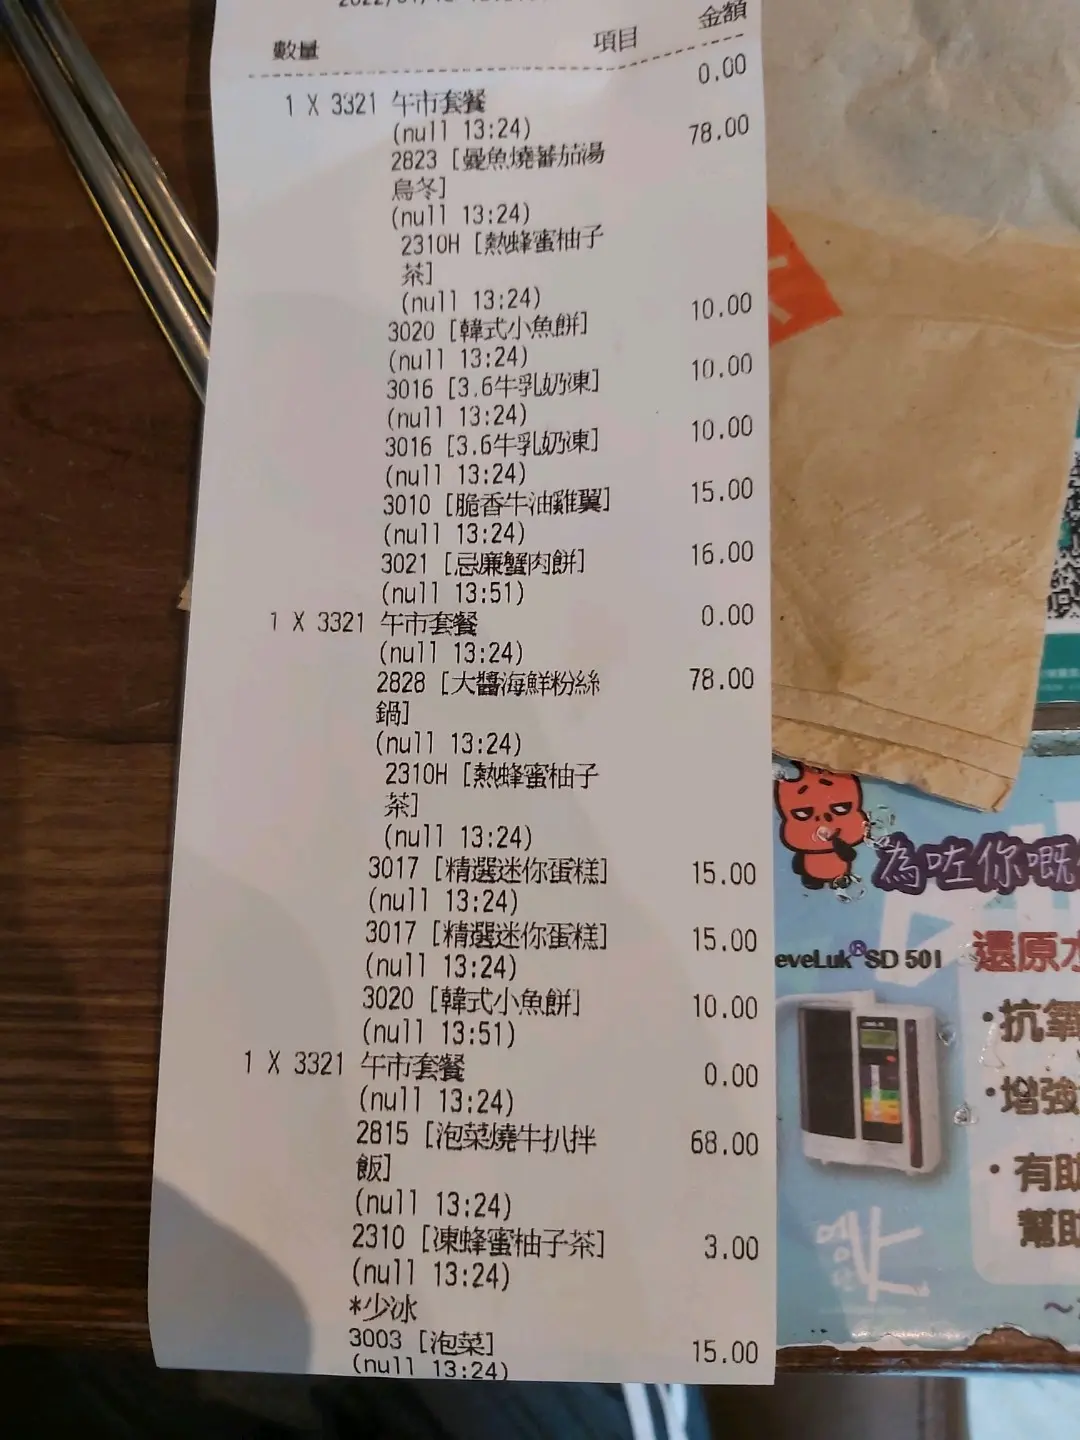 數量 項目 金額
1 X 3321 午市套餐 0.00
(null 13:24)
2823 [曼魚燒蕃茄湯 78.00
烏冬]
(null 13:24)
2310H [熱蜂蜜柚子
茶]
(null 13:24)
3020 [韓式小魚餅] 10.00
(null 13:24)
3016 [3.6牛乳奶凍] 10.00
(null 13:24)
3016 [3.6牛乳奶凍] 10.00
(null 13:24)
3010 [脆香牛油雞翼] 15.00
(null 13:24)
3021 [忌廉蟹肉餅] 16.00
(null 13:51)
1 X 3321 午市套餐 0.00
(null 13:24)
2828 [大醬海鮮粉絲 78.00
鍋]
(null 13:24)
2310H [熱蜂蜜柚子
茶]
(null 13:24)
3017 [精選迷你蛋糕] 15.00
(null 13:24)
3017 [精選迷你蛋糕] 15.00
(null 13:24)
3020 [韓式小魚餅] 10.00
(null 13:51)
1 X 3321 午市套餐 0.00
(null 13:24)
2815 [泡菜燒牛扒拌 68.00
飯]
(null 13:24)
2310 [凍蜂蜜柚子茶] 3.00
(null 13:24)
*少冰
3003 [泡菜] 15.00
(null 13:24)
為咗你嘅
eveLuk® SD 501
還原水
·抗氧
·增強
·有助
幫助